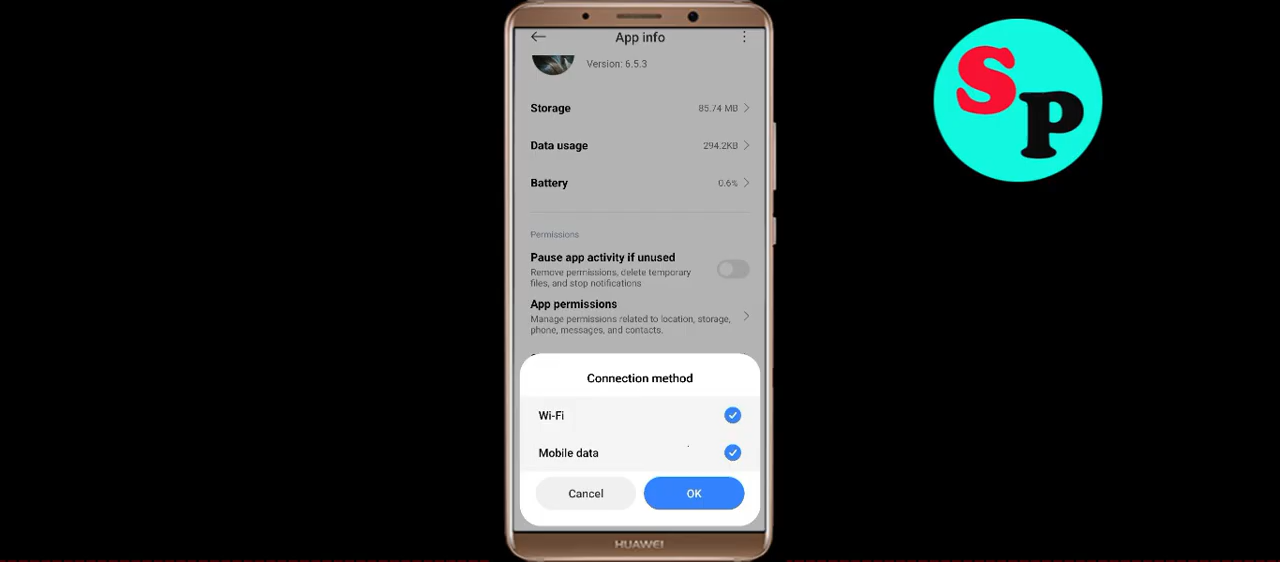 App info
Version: 6.5.3
Storage 85.74 MB
Data usage 294.2KB
Battery 0.6%
Permissions
Pause app activity if unused
Remove permissions, delete temporary
files, and stop notifications
App permissions
Manage permissions related to location, storage,
phone, messages, and contacts.
Connection method
Wi-Fi
Mobile data
Cancel OK
HUAWEI
SP